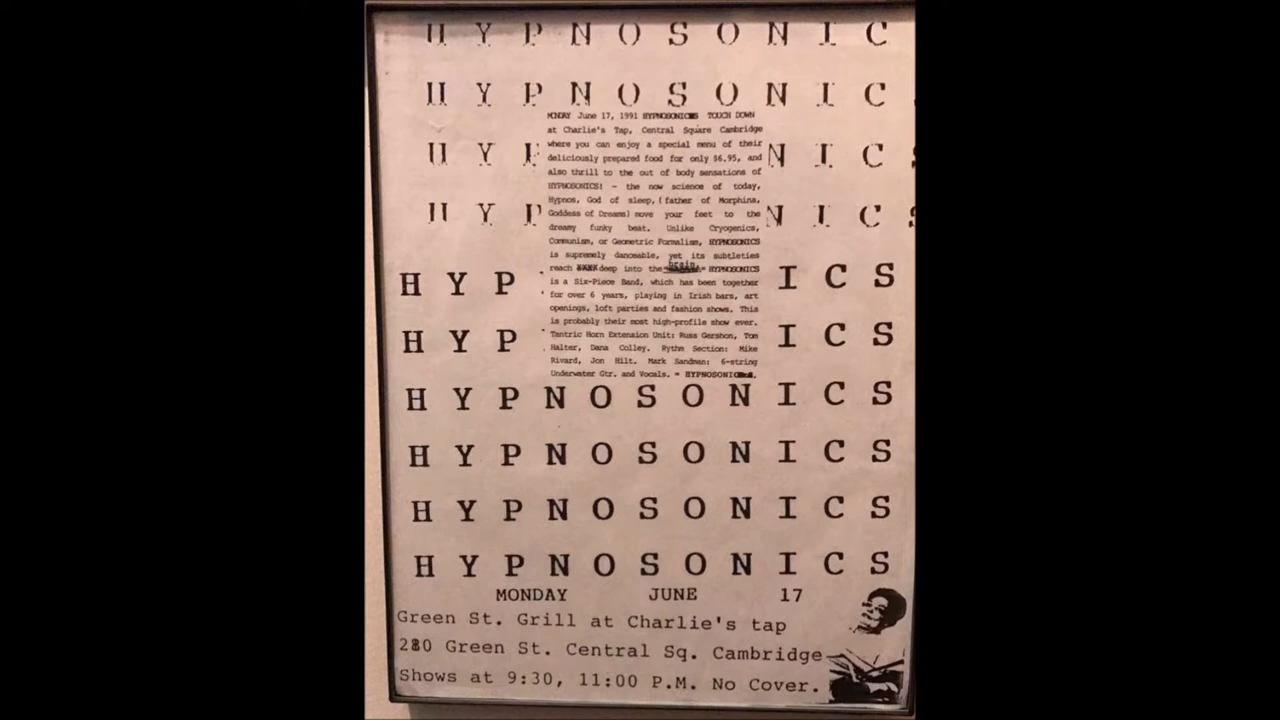 HYPNOSONIC
HYPNOSONIC
MONDAY June 17, 1991 HYPNOSONICS TOUCH DOWN
at Charlie's Tap, Central Square Cambridge
where you can enjoy a special menu of their
HYP NICS
deliciously prepared food for only $6.95, and
also thrill to the out of body sensations of
HYPNOSONICS! - the now science of today,
Hypnos, God of sleep, (father of Morphina,
HYP NICS
Goddess of Dreams) move your feet to the
dreamy funky beat. Unlike Cryogenics,
Communism, or Geometric Formalism, HYPNOSONICS
is supremely danceable, yet its subtleties
reach deep into the brain. HYPNOSONICS
HYP ICS
is a Six-Piece Band, which has been together
for over 6 years, playing in Irish bars, art
openings, loft parties and fashion shows. This
is probably their most high-profile show ever.
HYP ICS
Tantric Horn Extension Unit: Russ Gershon, Tom
Halter, Dana Colley. Rythm Section: Mike
Rivard, Jon Hilt. Mark Sandman: 6-string
Underwater Gtr. and Vocals. = HYPNOSONICS.
HYPNOSONICS
HYPNOSONICS
HYPNOSONICS
HYPNOSONICS
MONDAY JUNE 17
Green St. Grill at Charlie's tap
280 Green St. Central Sq. Cambridge
Shows at 9:30, 11:00 P.M. No Cover.